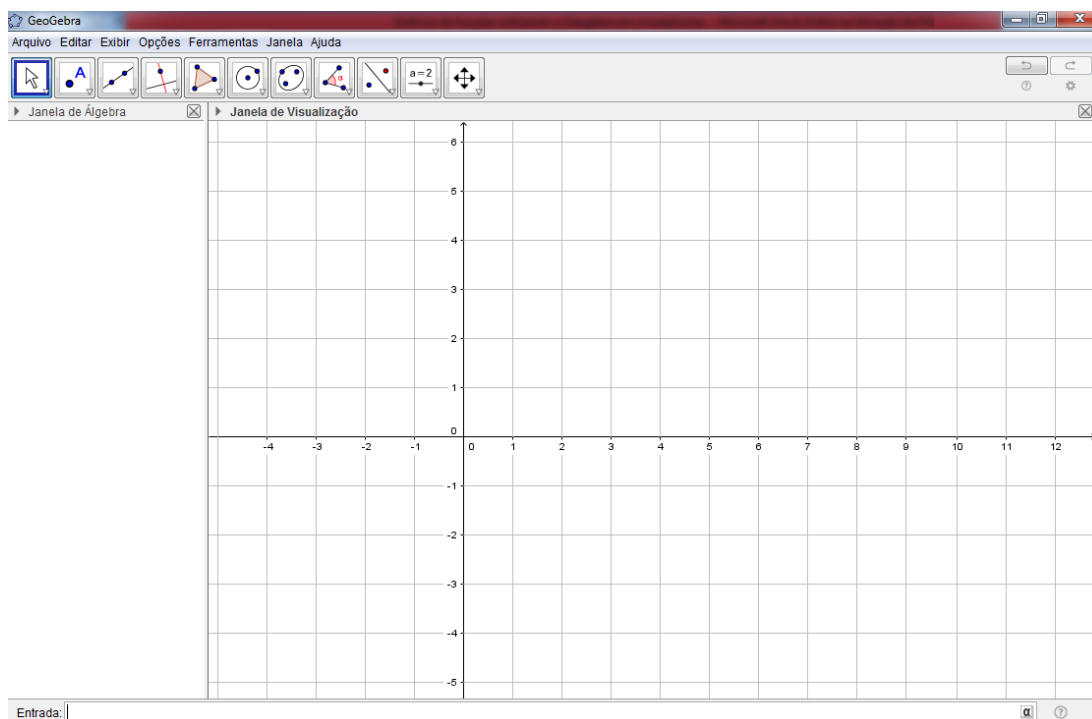 GeoGebra
Arquivo Editar Exibir Opções Ferramentas Janela Ajuda
A
α
a=2
Janela de Álgebra
Janela de Visualização
6
5
4
3
2
1
0
-4 -3 -2 -1 0 1 2 3 4 5 6 7 8 9 10 11 12
-1
-2
-3
-4
-5
Entrada:
α